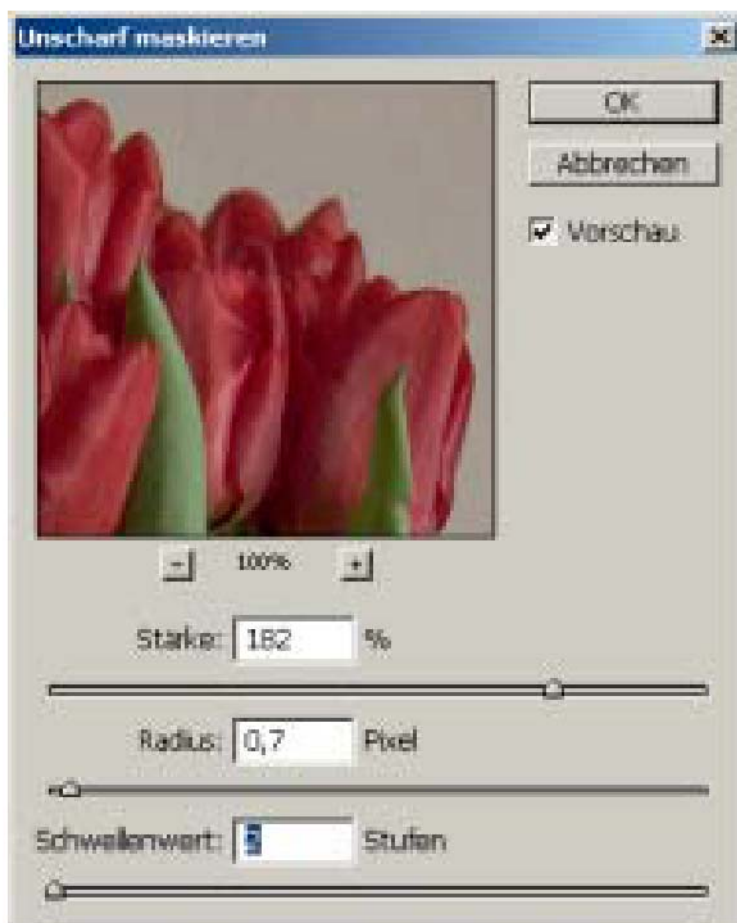 Unscharf maskieren
OK
Abbrechen
Vorschau
100%
Stärke: 182 %
Radius: 0,7 Pixel
Schwellenwert: Stufen